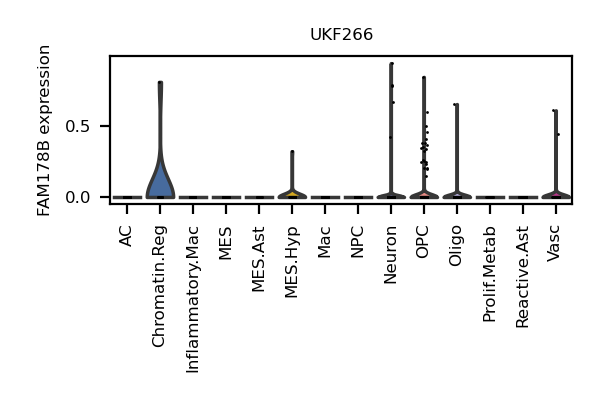 UKF266
FAM178B expression
0.5
0.0
AC
Chromatin.Reg
Inflammatory.Mac
MES
MES.Ast
MES.Hyp
Mac
NPC
Neuron
OPC
Oligo
Prolif.Metab
Reactive.Ast
Vasc